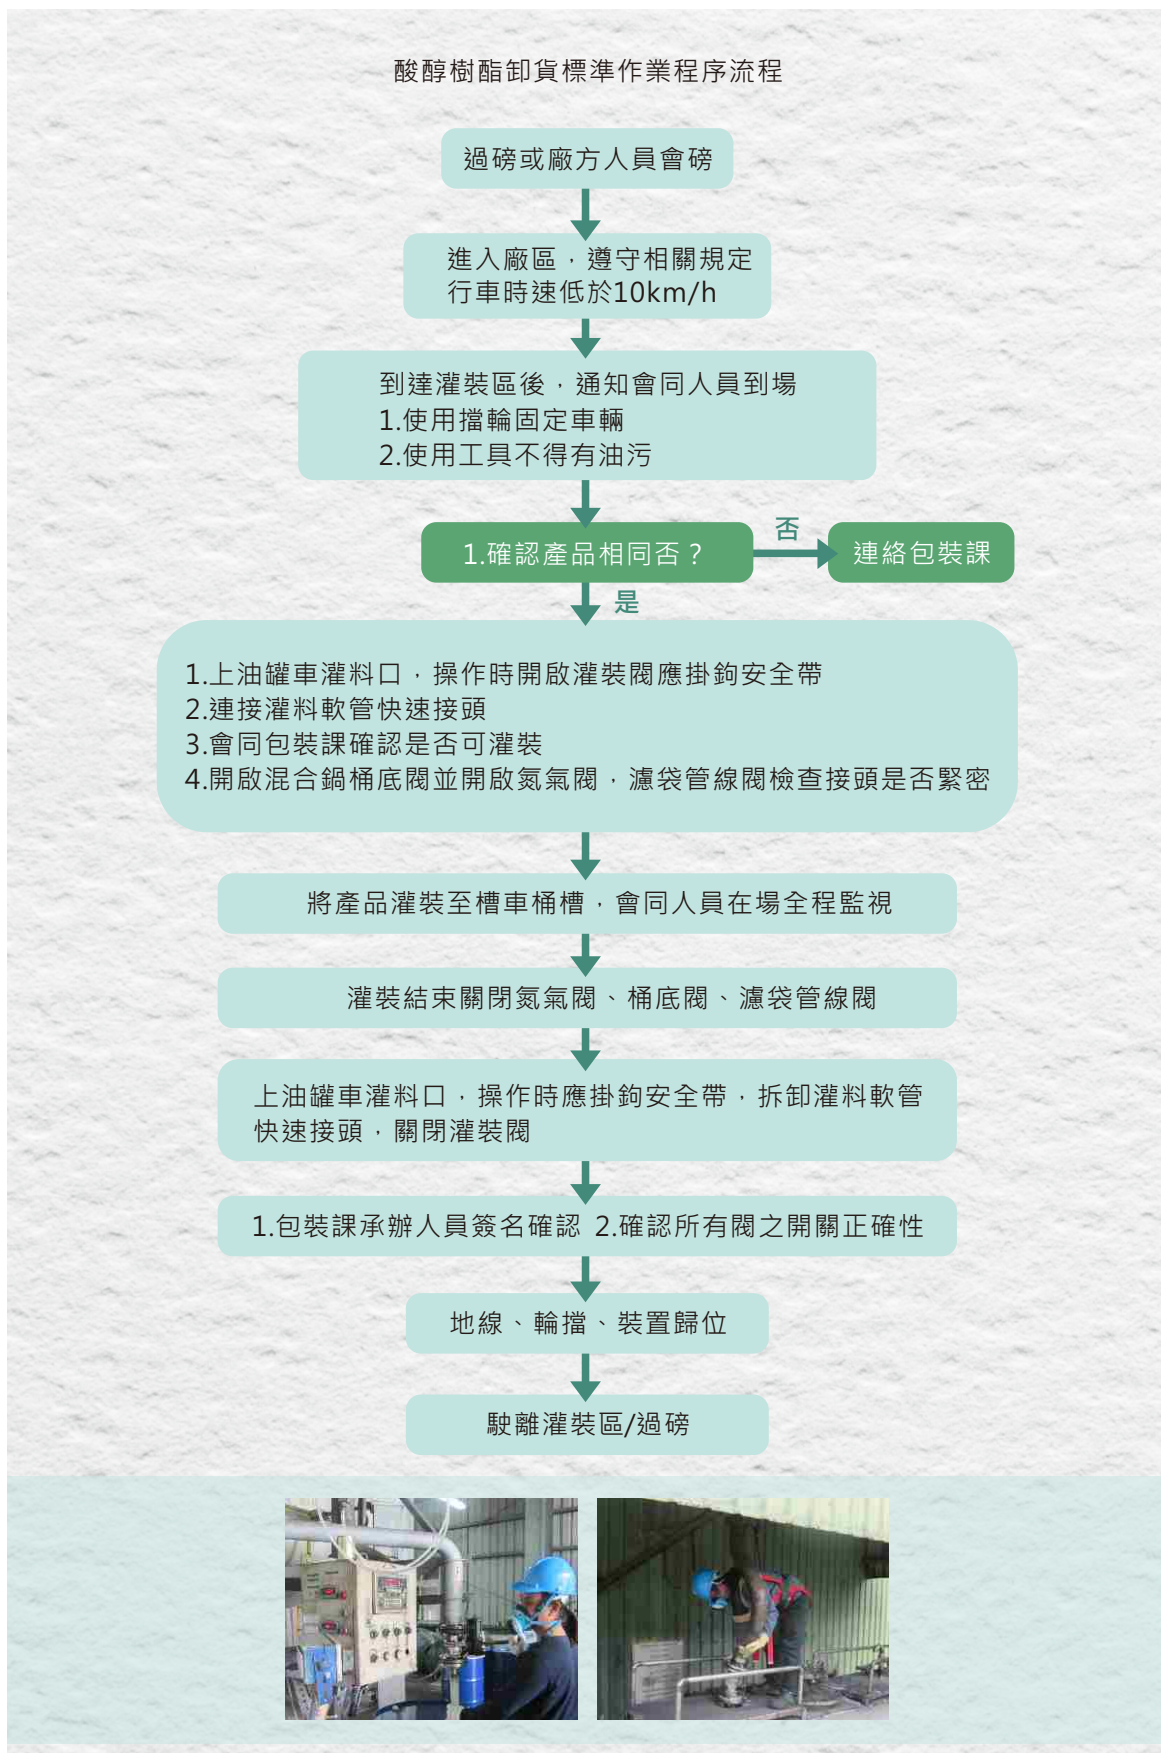 酸醇樹酯卸貨標準作業程序流程
過磅或廠方人員會磅
進入廠區，遵守相關規定
行車時速低於10km/h
到達灌裝區後，通知會同人員到場
1.使用擋輪固定車輛
2.使用工具不得有油污
1.確認產品相同否？
否
連絡包裝課
是
1.上油罐車灌料口，操作時開啟灌裝閥應掛鉤安全帶
2.連接灌料軟管快速接頭
3.會同包裝課確認是否可灌裝
4.開啟混合鍋桶底閥並開啟氮氣閥，濾袋管線閥檢查接頭是否緊密
將產品灌裝至槽車桶槽，會同人員在場全程監視
灌裝結束關閉氮氣閥、桶底閥、濾袋管線閥
上油罐車灌料口，操作時應掛鉤安全帶，拆卸灌料軟管
快速接頭，關閉灌裝閥
1.包裝課承辦人員簽名確認 2.確認所有閥之開關正確性
地線、輪擋、裝置歸位
駛離灌裝區/過磅